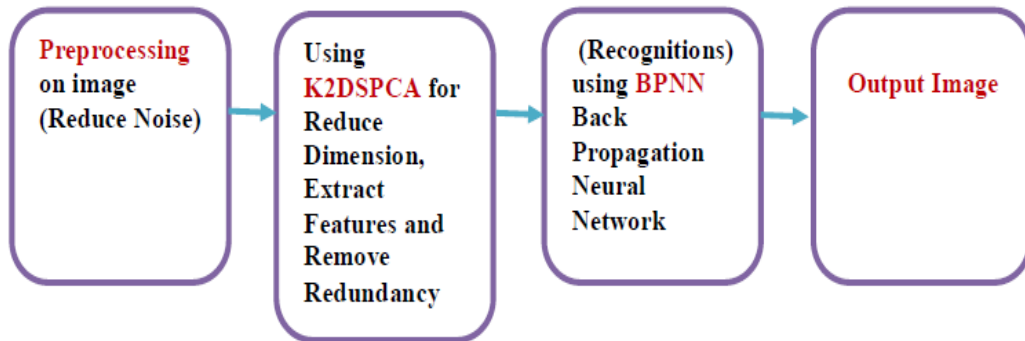 Preprocessing
on image
(Reduce Noise)
Using
K2DSPCA for
Reduce
Dimension,
Extract
Features and
Remove
Redundancy
(Recognitions)
using BPNN
Back
Propagation
Neural
Network
Output Image